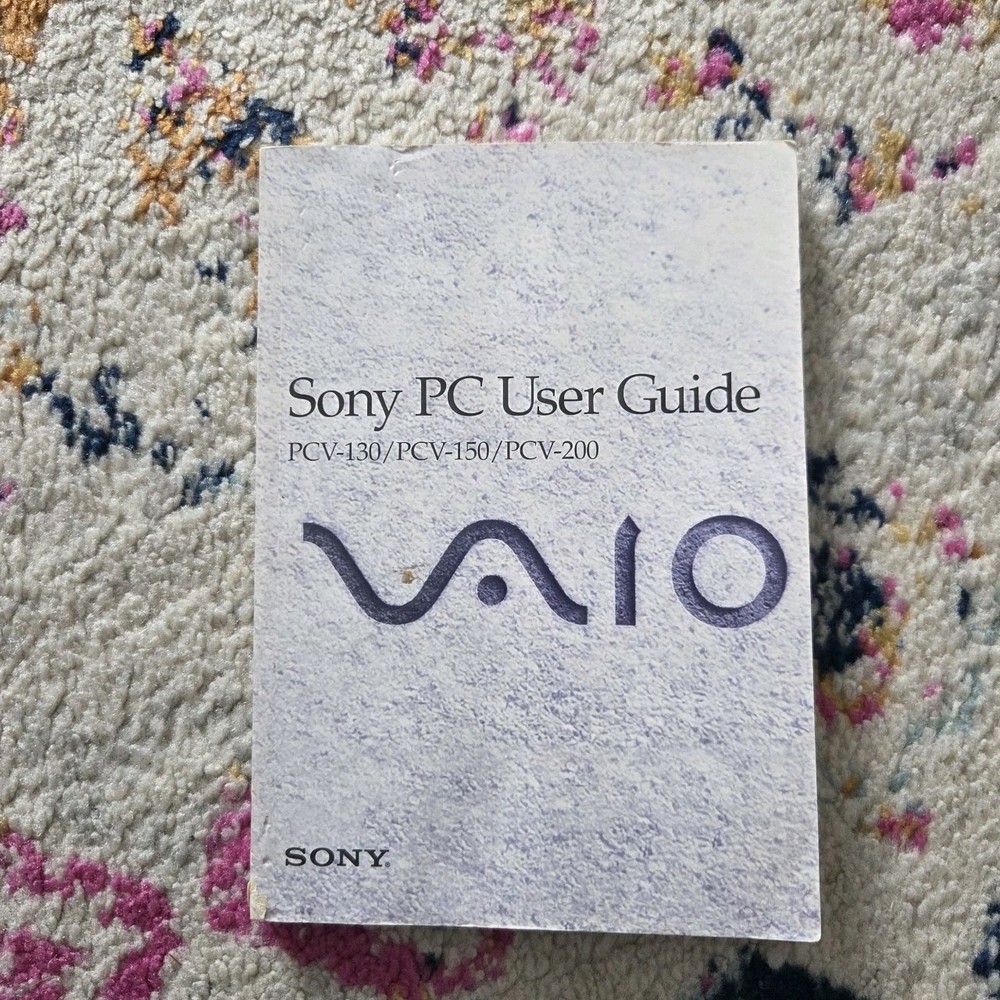 Sony PC User Guide
PCV-130/PCV-150/PCV-200
VAIO
SONY